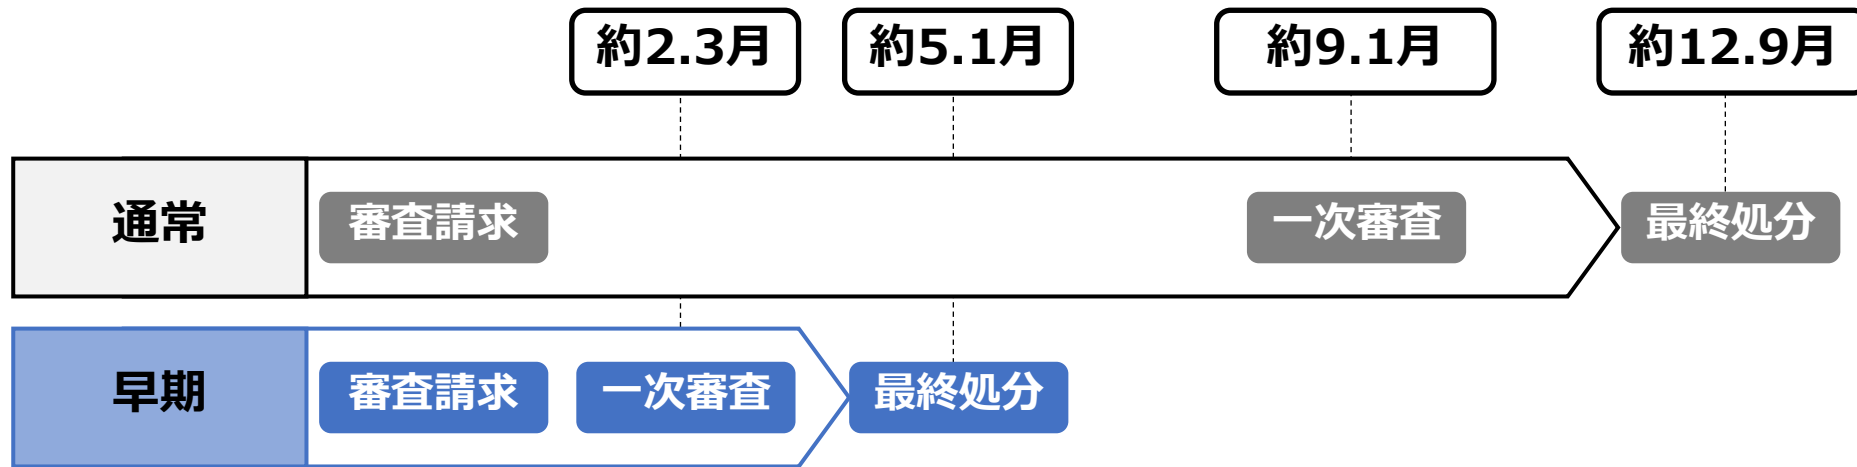 約2.3月
約5.1月
約9.1月
約12.9月
通常
審査請求
一次審査
最終処分
早期
審査請求
一次審査
最終処分